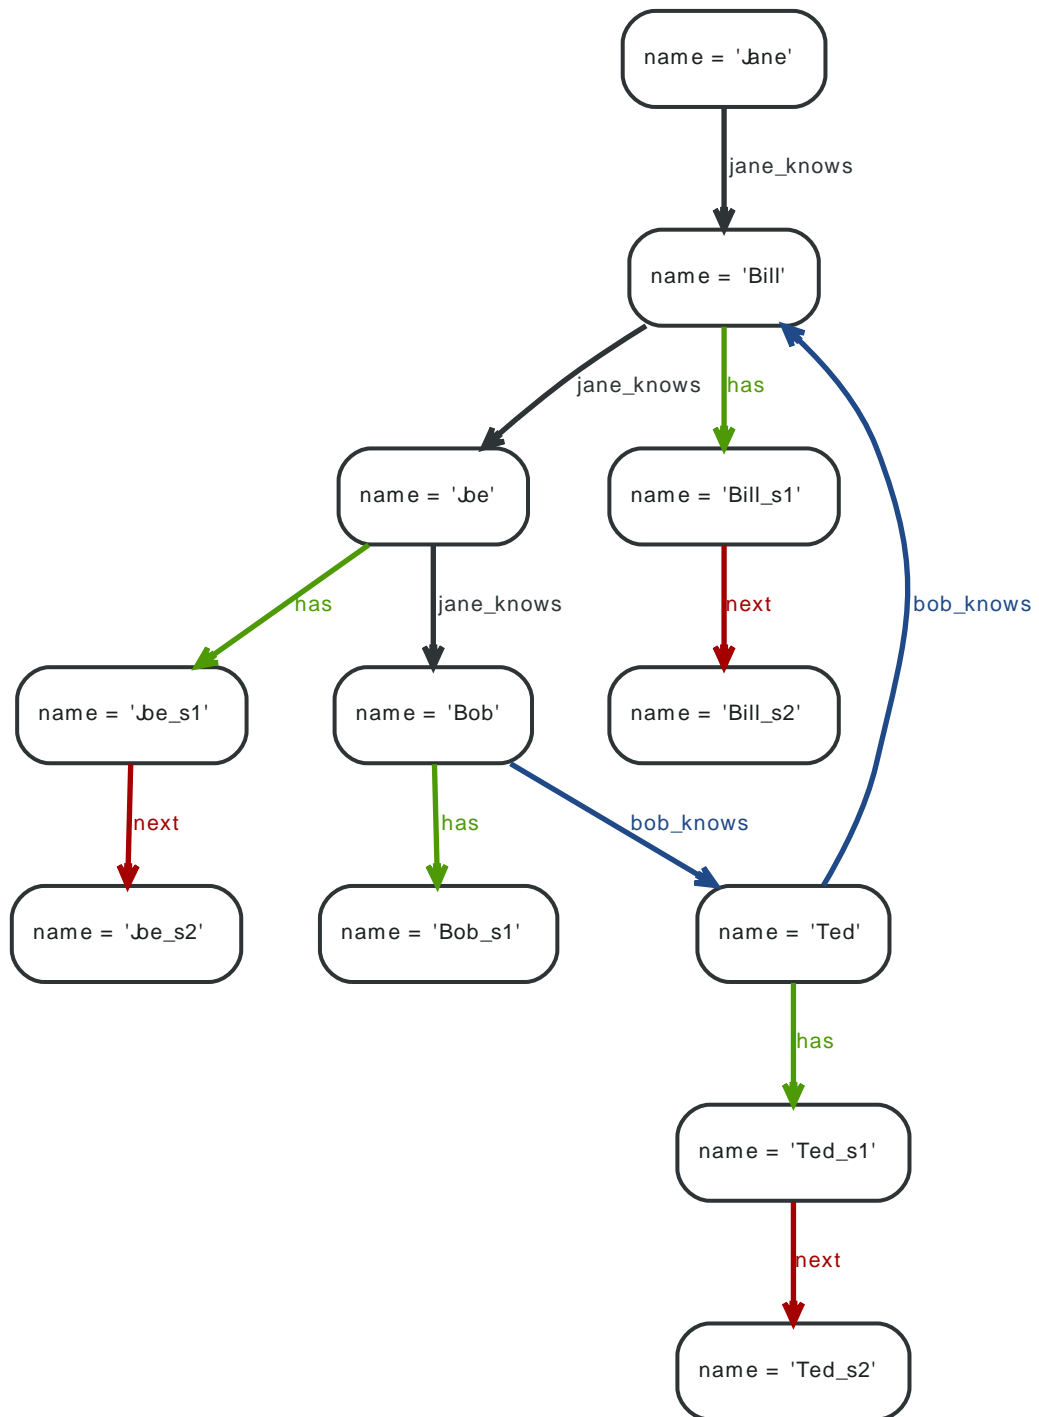 name = 'Jane'
jane_knows
name = 'Bill'
jane_knows
has
name = 'Joe'
name = 'Bill_s1'
has
jane_knows
next
bob_knows
name = 'Joe_s1'
name = 'Bob'
name = 'Bill_s2'
next
has
bob_knows
name = 'Joe_s2'
name = 'Bob_s1'
name = 'Ted'
has
name = 'Ted_s1'
next
name = 'Ted_s2'